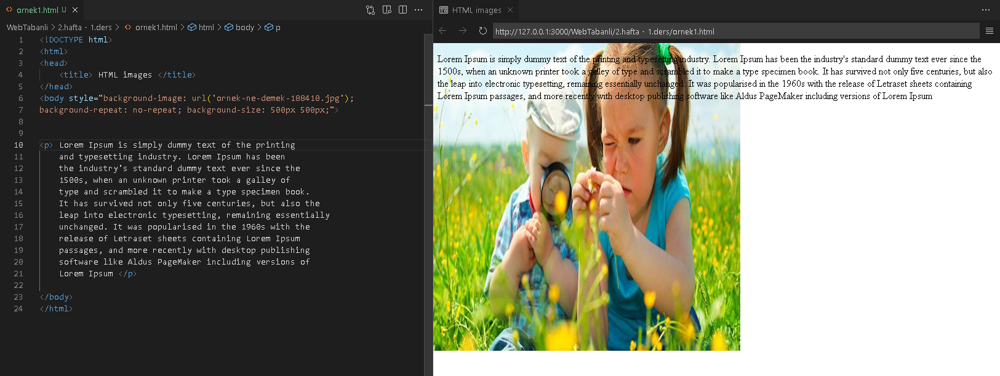 ornek1.html U
WebTabanli > 2.hafta - 1.ders > ornek1.html > html > body > p
1 <!DOCTYPE html>
2 <html>
3 <head>
4 <title> HTML images </title>
5 </head>
6 <body style="background-image: url('ornek-ne-demek-188410.jpg');
7 background-repeat: no-repeat; background-size: 500px 500px;">
8
9
10 <p> Lorem Ipsum is simply dummy text of the printing
11 and typesetting industry. Lorem Ipsum has been
12 the industry's standard dummy text ever since the
13 1500s, when an unknown printer took a galley of
14 type and scrambled it to make a type specimen book.
15 It has survived not only five centuries, but also the
16 leap into electronic typesetting, remaining essentially
17 unchanged. It was popularised in the 1960s with the
18 release of Letraset sheets containing Lorem Ipsum
19 passages, and more recently with desktop publishing
20 software like Aldus PageMaker including versions of
21 Lorem Ipsum </p>
22
23 </body>
24 </html>
HTML images
http://127.0.0.1:3000/WebTabanli/2.hafta - 1.ders/ornek1.html
Lorem Ipsum is simply dummy text of the printing and typesetting industry. Lorem Ipsum has been the industry's standard dummy text ever since the
1500s, when an unknown printer took a galley of type and scrambled it to make a type specimen book. It has survived not only five centuries, but also
the leap into electronic typesetting, remaining essentially unchanged. It was popularised in the 1960s with the release of Letraset sheets containing
Lorem Ipsum passages, and more recently with desktop publishing software like Aldus PageMaker including versions of Lorem Ipsum